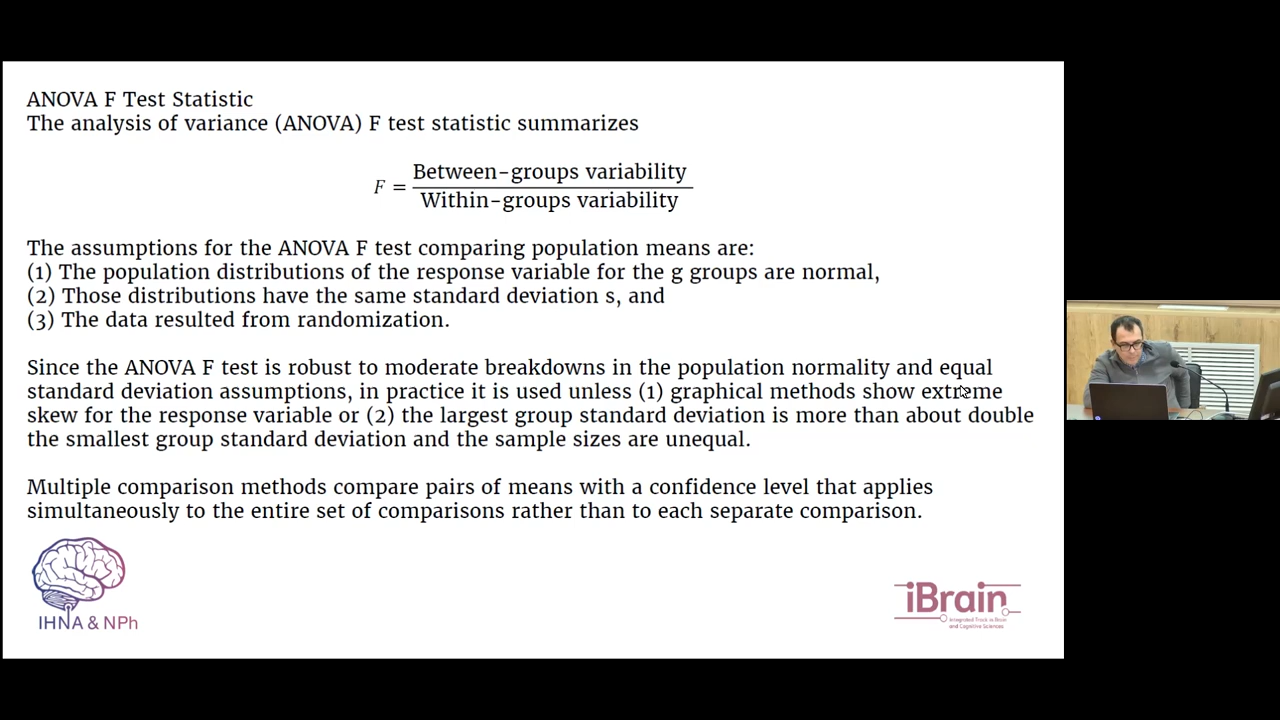 ANOVA F Test Statistic
The analysis of variance (ANOVA) F test statistic summarizes
F = Between-groups variability
Within-groups variability
The assumptions for the ANOVA F test comparing population means are:
(1) The population distributions of the response variable for the g groups are normal,
(2) Those distributions have the same standard deviation s, and
(3) The data resulted from randomization.
Since the ANOVA F test is robust to moderate breakdowns in the population normality and equal
standard deviation assumptions, in practice it is used unless (1) graphical methods show extreme
skew for the response variable or (2) the largest group standard deviation is more than about double
the smallest group standard deviation and the sample sizes are unequal.
Multiple comparison methods compare pairs of means with a confidence level that applies
simultaneously to the entire set of comparisons rather than to each separate comparison.
IHNA & NPh
iBrain
Integrated Track in Brain
and Cognitive Sciences